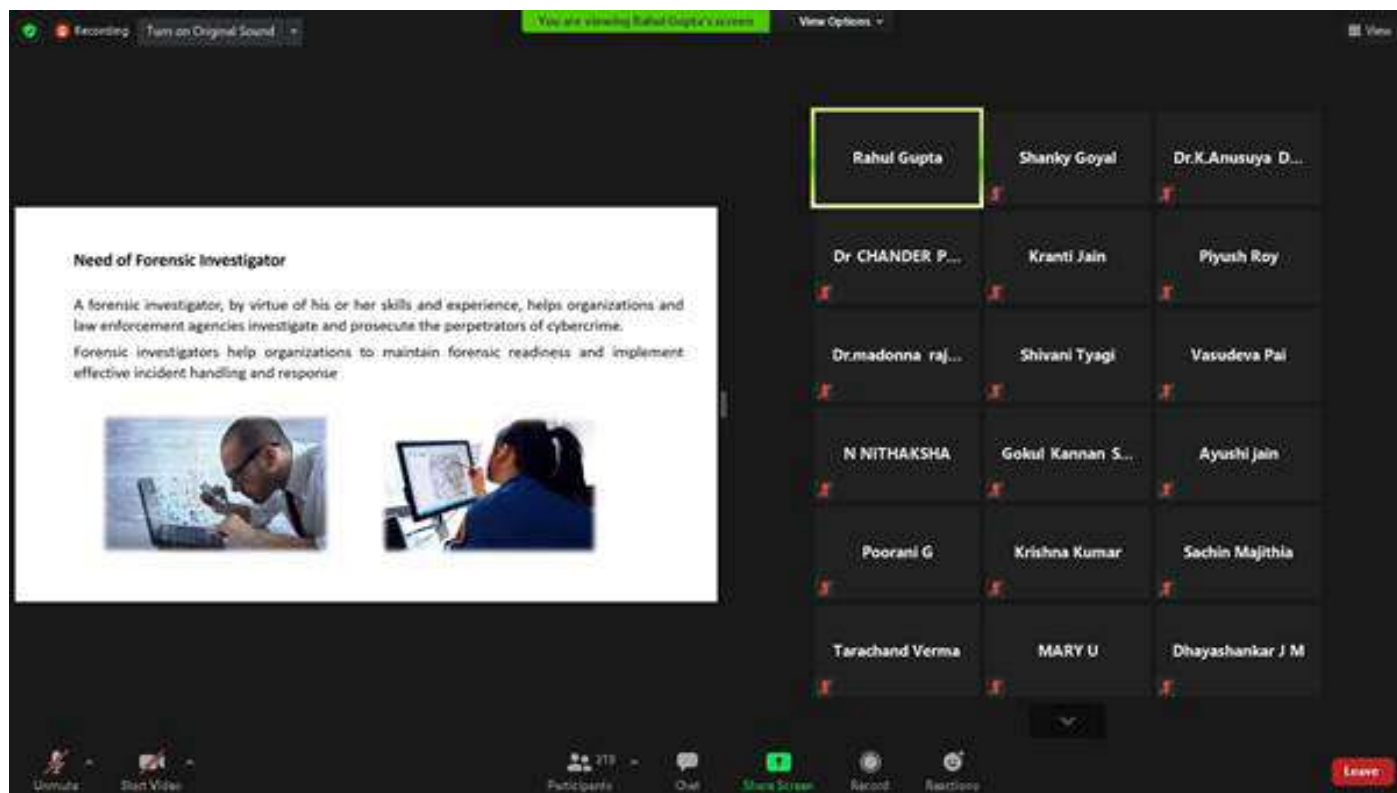 Recording Turn on Original Sound
You are viewing Rahul Gupta's screen View Options
View
Rahul Gupta Shanky Goyal Dr.K.Anusuya D...
Need of Forensic Investigator
A forensic investigator, by virtue of his or her skills and experience, helps organizations and
law enforcement agencies investigate and prosecute the perpetrators of cybercrime.
Forensic investigators help organizations to maintain forensic readiness and implement
effective incident handling and response
Dr CHANDER P... Kranti Jain Piyush Roy
Dr.madonna raj... Shivani Tyagi Vasudeva Pai
N NITHAKSHA Gokul Kannan S... Ayushi jain
Poorani G Krishna Kumar Sachin Majithia
Tarachand Verma MARY U Dhayashankar J M
Unmute Start Video Participants Chat Share Screen Record Reactions Leave